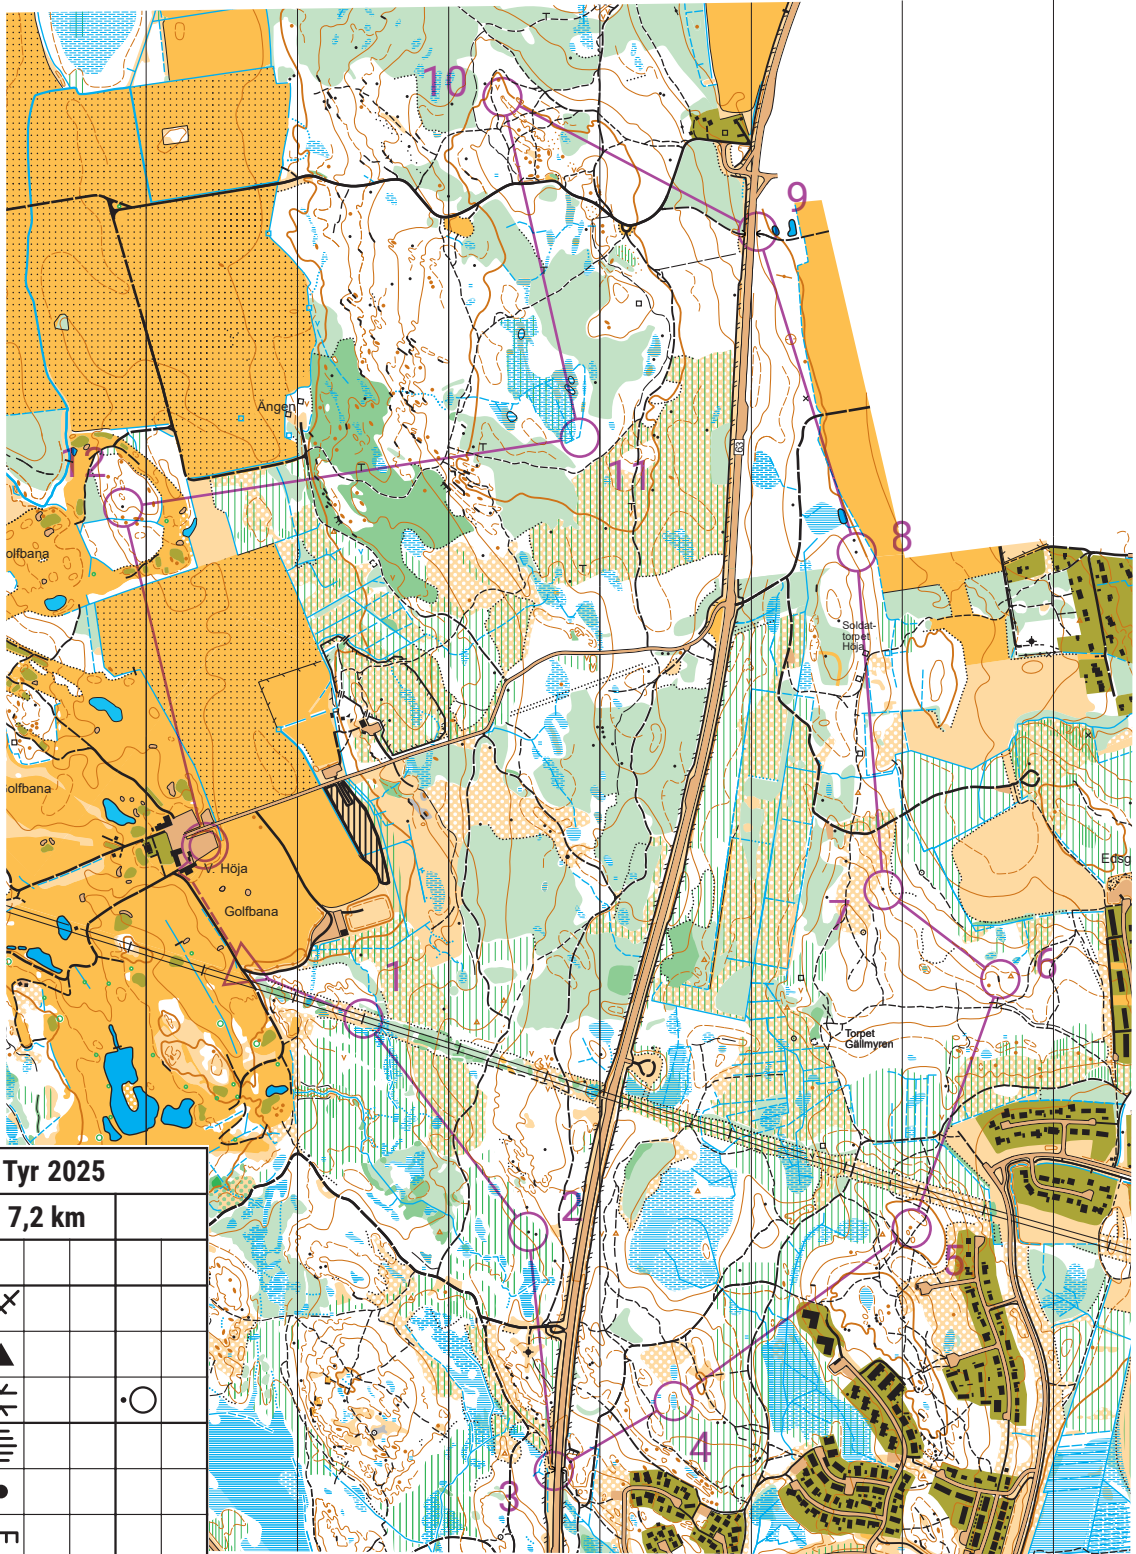 10
9
Ängen
63
12
11
olfbana
8
Soldat-
torpet
Höja
olfbana
V. Höja
Golfbana
Edsg
7
6
1
Torpet
Gällmyren
Tyr 2025
7,2 km
2
5
4
3